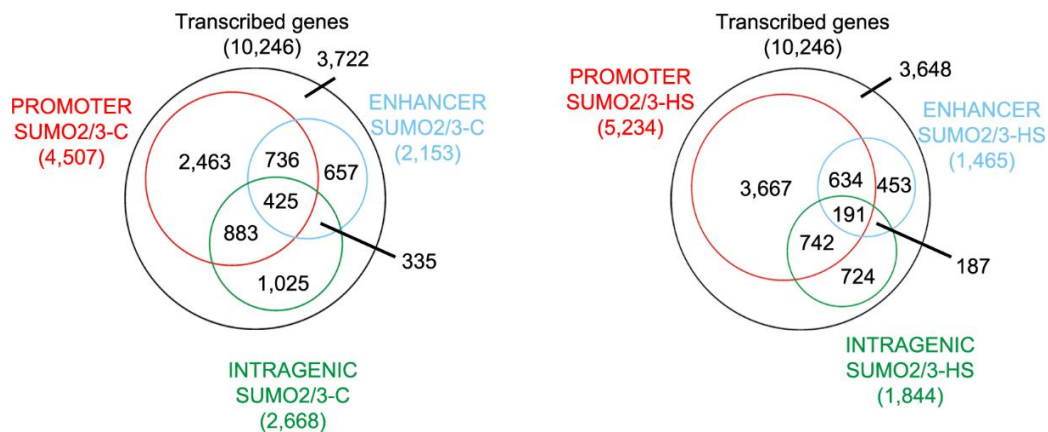 Transcribed genes
(10,246)
3,722
PROMOTER
SUMO2/3-C
(4,507)
ENHANCER
SUMO2/3-C
(2,153)
2,463
736
657
425
883
335
1,025
INTRAGENIC
SUMO2/3-C
(2,668)
Transcribed genes
(10,246)
3,648
PROMOTER
SUMO2/3-HS
(5,234)
ENHANCER
SUMO2/3-HS
(1,465)
3,667
634
453
191
742
187
724
INTRAGENIC
SUMO2/3-HS
(1,844)